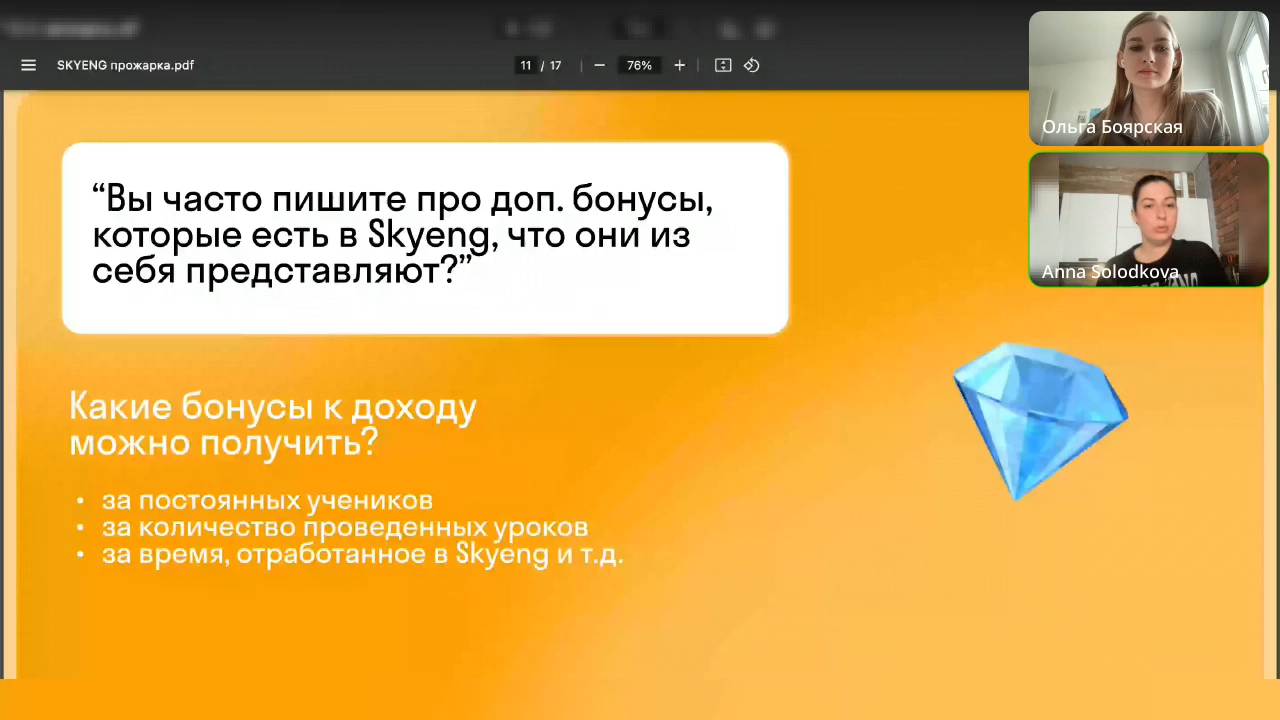 SKYENG прожарка.pdf
11 / 17
76%
Ольга Боярская
Anna Solodkova
“Вы часто пишите про доп. бонусы,
которые есть в Skyeng, что они из
себя представляют?”
Какие бонусы к доходу
можно получить?
• за постоянных учеников
• за количество проведенных уроков
• за время, отработанное в Skyeng и т.д.